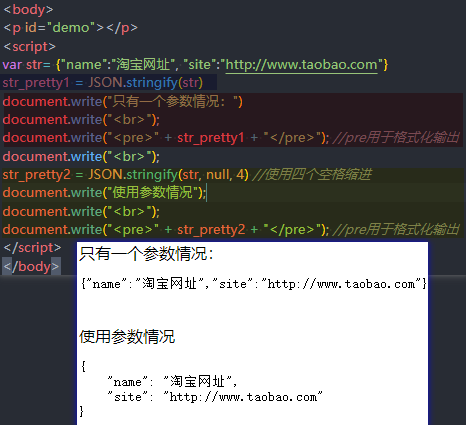 <body>
<p id="demo"></p>
<script>
var str= {"name":"淘宝网址", "site":"http://www.taobao.com"}
str_pretty1 = JSON.stringify(str)
document.write("只有一个参数情况：")
document.write("<br>");
document.write("<pre>" + str_pretty1 + "</pre>"); //pre用于格式化输出
document.write("<br>");
str_pretty2 = JSON.stringify(str, null, 4) //使用四个空格缩进
document.write("使用参数情况");
document.write("<br>");
document.write("<pre>" + str_pretty2 + "</pre>"); //pre用于格式化输出
</script>
</body>
只有一个参数情况：
{"name":"淘宝网址","site":"http://www.taobao.com"}
使用参数情况
{
    "name": "淘宝网址",
    "site": "http://www.taobao.com"
}